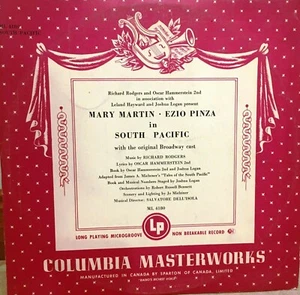 SOUTH PACIFIC
Richard Rodgers and Oscar Hammerstein 2nd
in association with
Leland Hayward and Joshua Logan present
MARY MARTIN · EZIO PINZA
in
SOUTH PACIFIC
with the original Broadway cast
Music by RICHARD RODGERS
Lyrics by OSCAR HAMMERSTEIN 2nd
Book by Oscar Hammerstein 2nd and Joshua Logan
Adapted from James A. Michener's "Tales of the South Pacific"
Book and Musical Numbers Staged by Joshua Logan
Orchestrations by Robert Russell Bennett
Scenery and Lighting by Jo Mielziner
Musical Director: SALVATORE DELL'ISOLA
ML 4180
LP
LONG PLAYING MICROGROOVE NON BREAKABLE RECORD
COLUMBIA MASTERWORKS
MANUFACTURED IN CANADA BY SPARTON OF CANADA, LIMITED